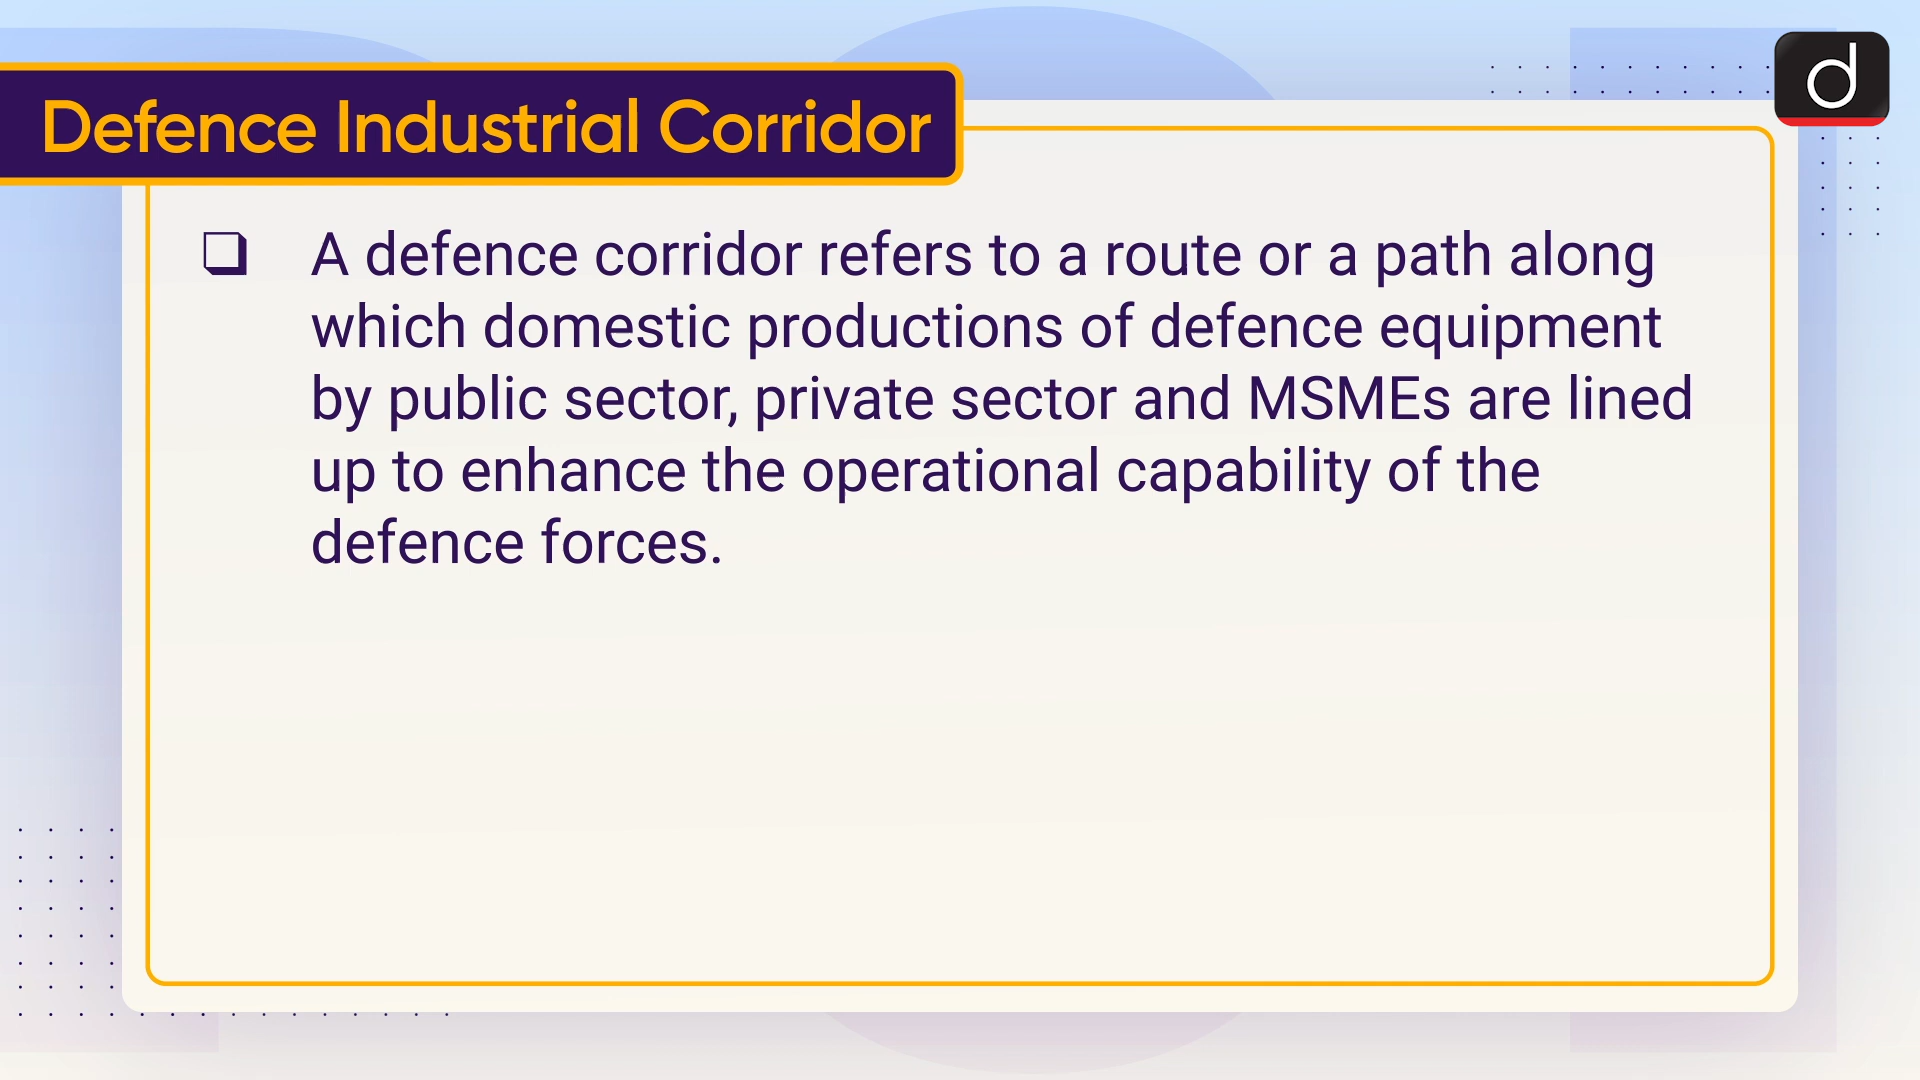 Defence Industrial Corridor
d
❑ A defence corridor refers to a route or a path along
which domestic productions of defence equipment
by public sector, private sector and MSMEs are lined
up to enhance the operational capability of the
defence forces.